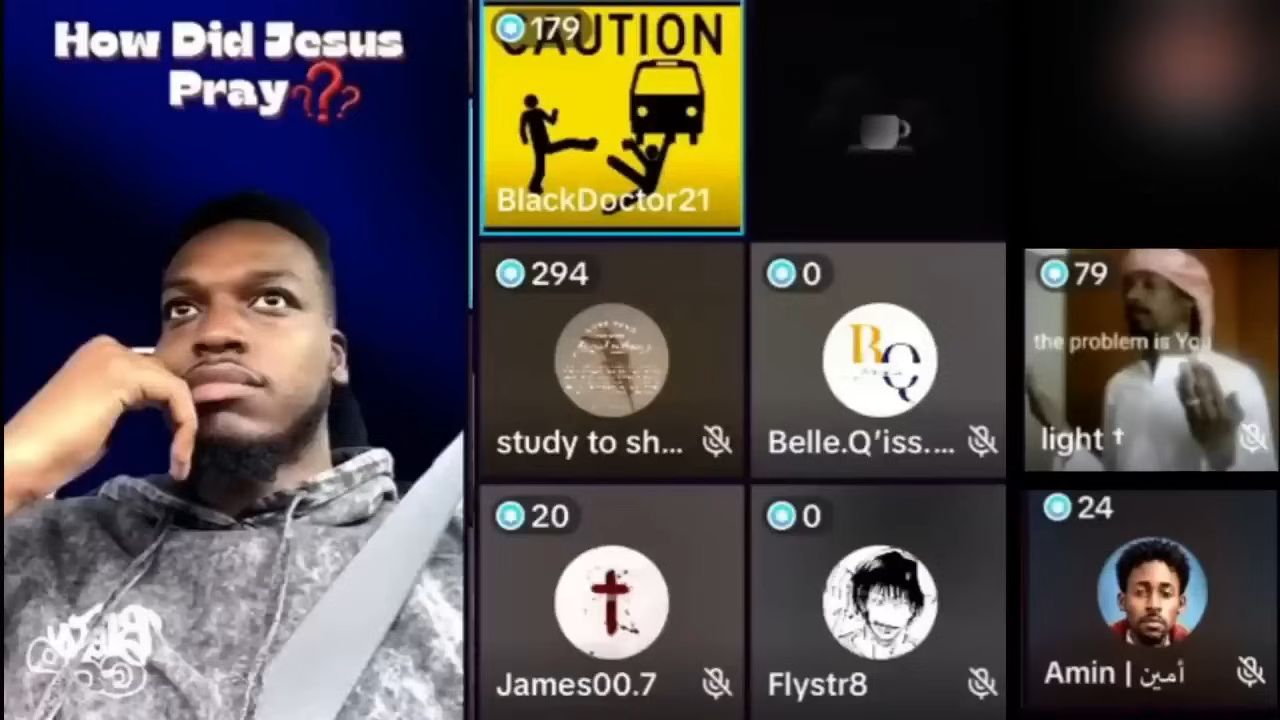 How Did Jesus
Pray⁇
179
CAUTION
BlackDoctor21
294
study to sh...
0
BQ
Belle.Q'iss....
79
the problem is You
light †
20
James00.7
0
Flystr8
24
Amin | أمين